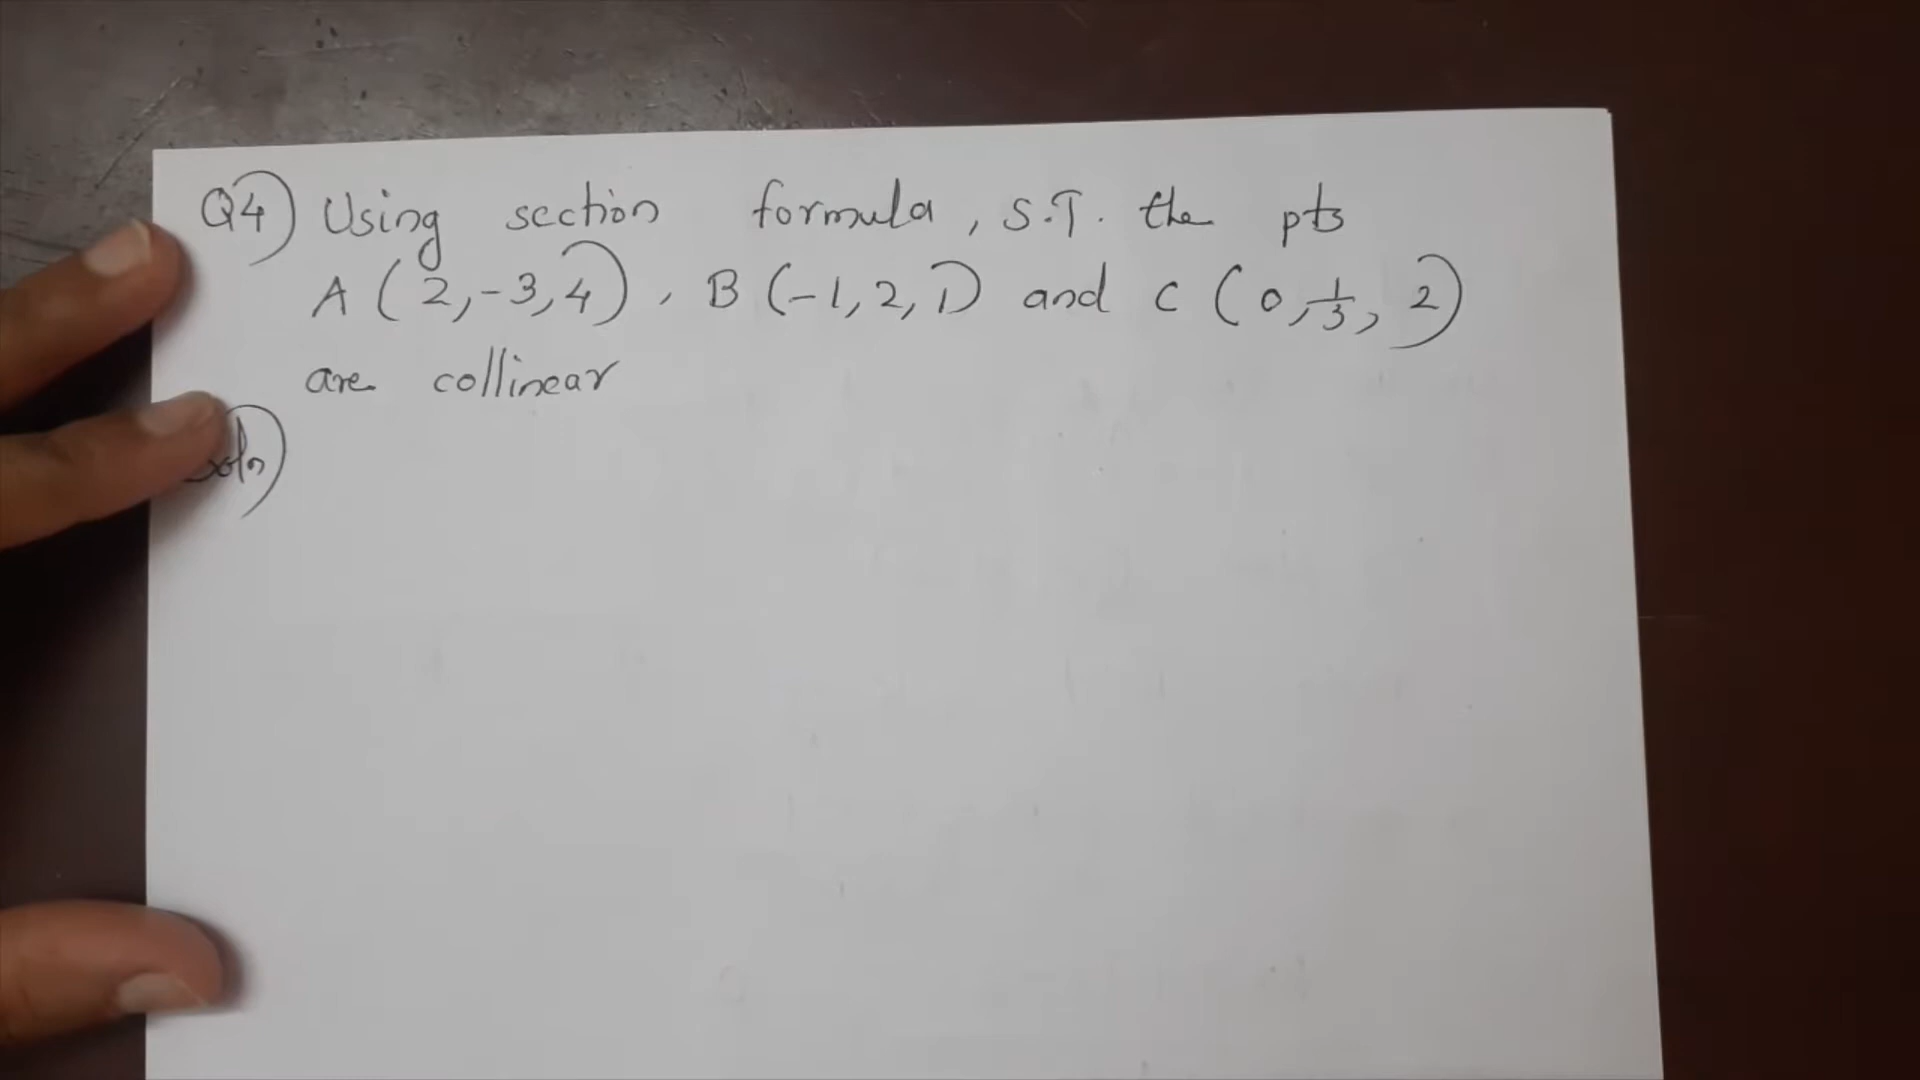 Q4) Using section formula, S.T. the pts
A (2,-3,4), B (-1,2,1) and C (0,1/3, 2)
are collinear
Soln)